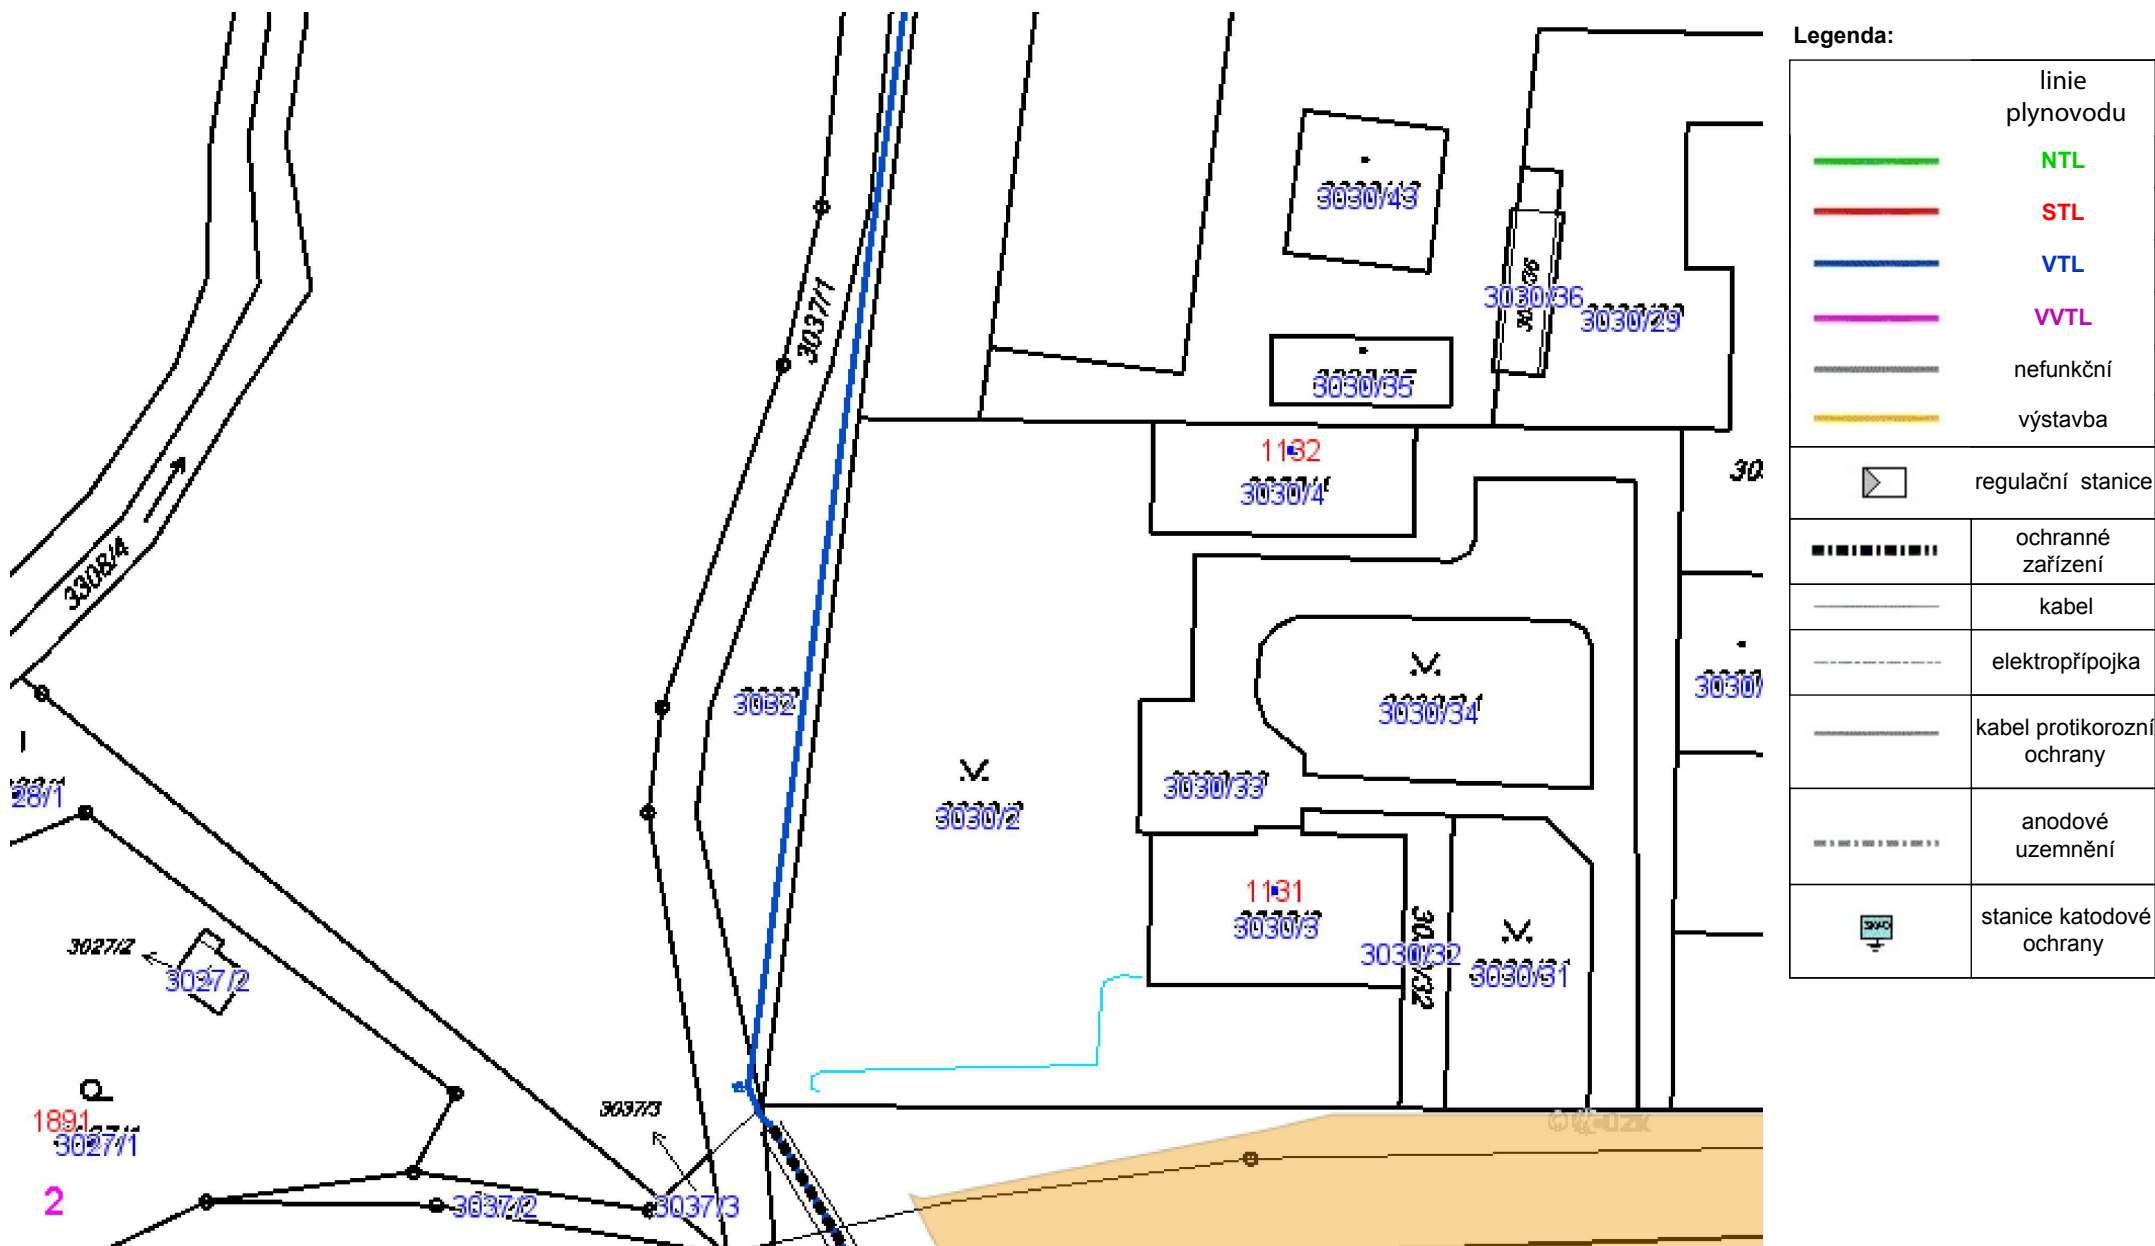 Legenda:
linie
plynovodu
NTL
STL
VTL
VVTL
nefunkční
výstavba
regulační stanice
ochranné
zařízení
kabel
elektropřípojka
kabel protikorozní
ochrany
anodové
uzemnění
stanice katodové
ochrany
3030/43
3037/1
3030/36
3030/29
3030/35
1132
3030/4
30
3308/4
3032
3030/34
3030/
28/1
3030/33
3030/2
1131
3030/3
3030/32
3030/31
3027/2
3027/2
3037/3
1891
3027/1
2
3037/2
3037/3